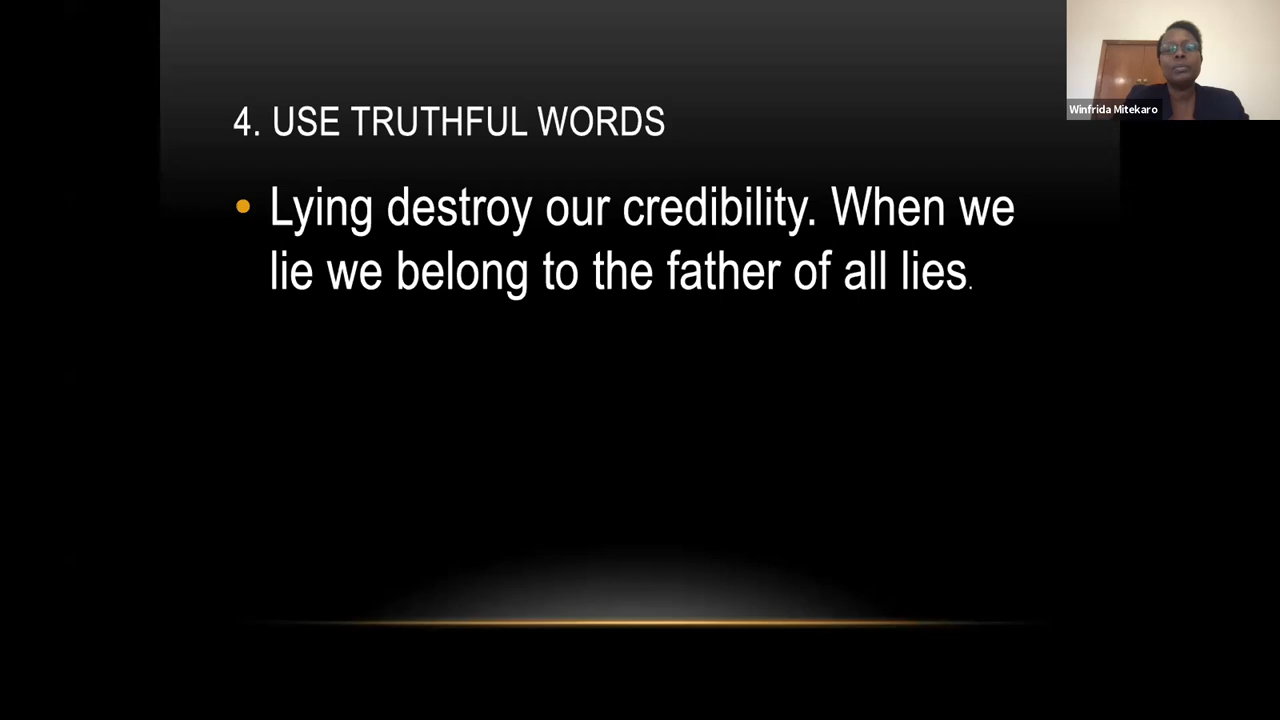 4. USE TRUTHFUL WORDS
• Lying destroy our credibility. When we
lie we belong to the father of all lies.
Winfrida Mitekaro